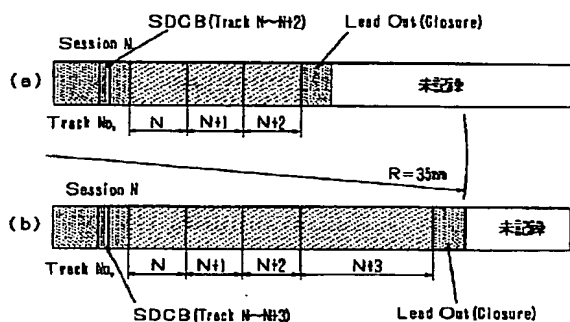 SDCB(Track N~N+2)
Lead Out(Closure)
Session N
(a)
未記録
Track No. N N+1 N+2
R=35mm
Session N
(b)
未記録
Track No. N N+1 N+2 N+3
SDCB(Track N~N+3)
Lead Out(Closure)